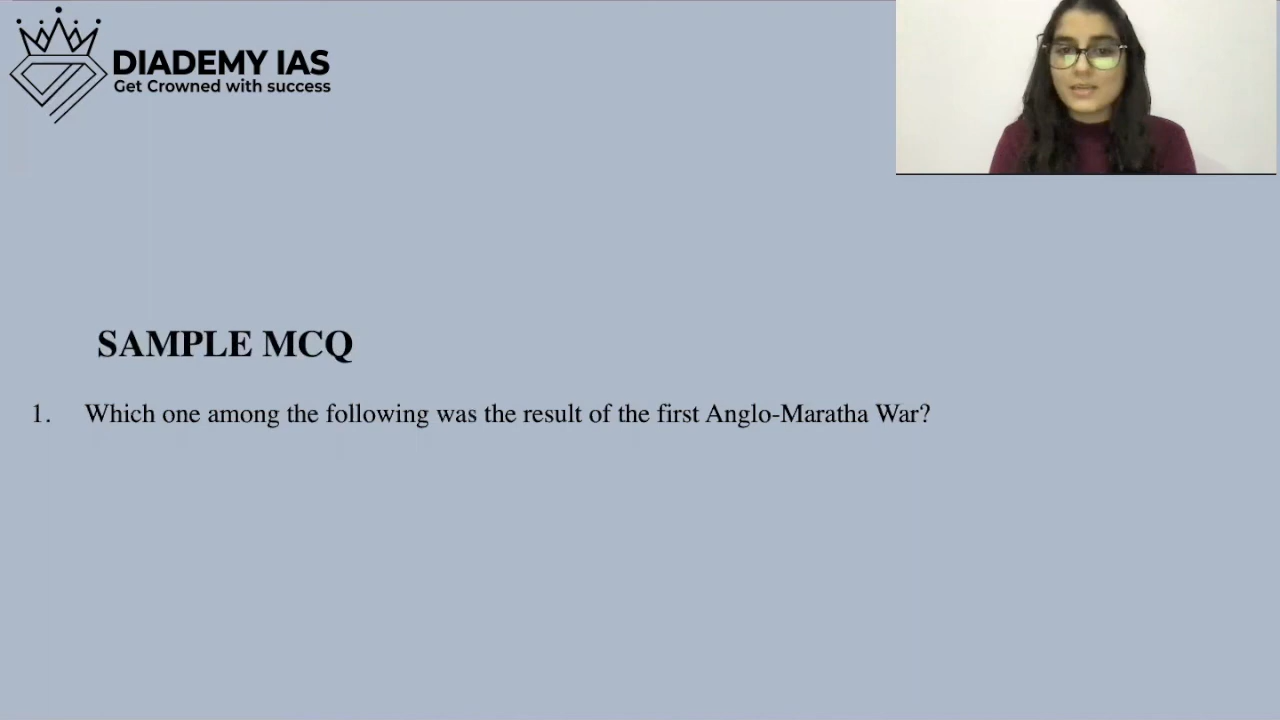 DIADEMY IAS
Get Crowned with success
SAMPLE MCQ
1. Which one among the following was the result of the first Anglo-Maratha War?